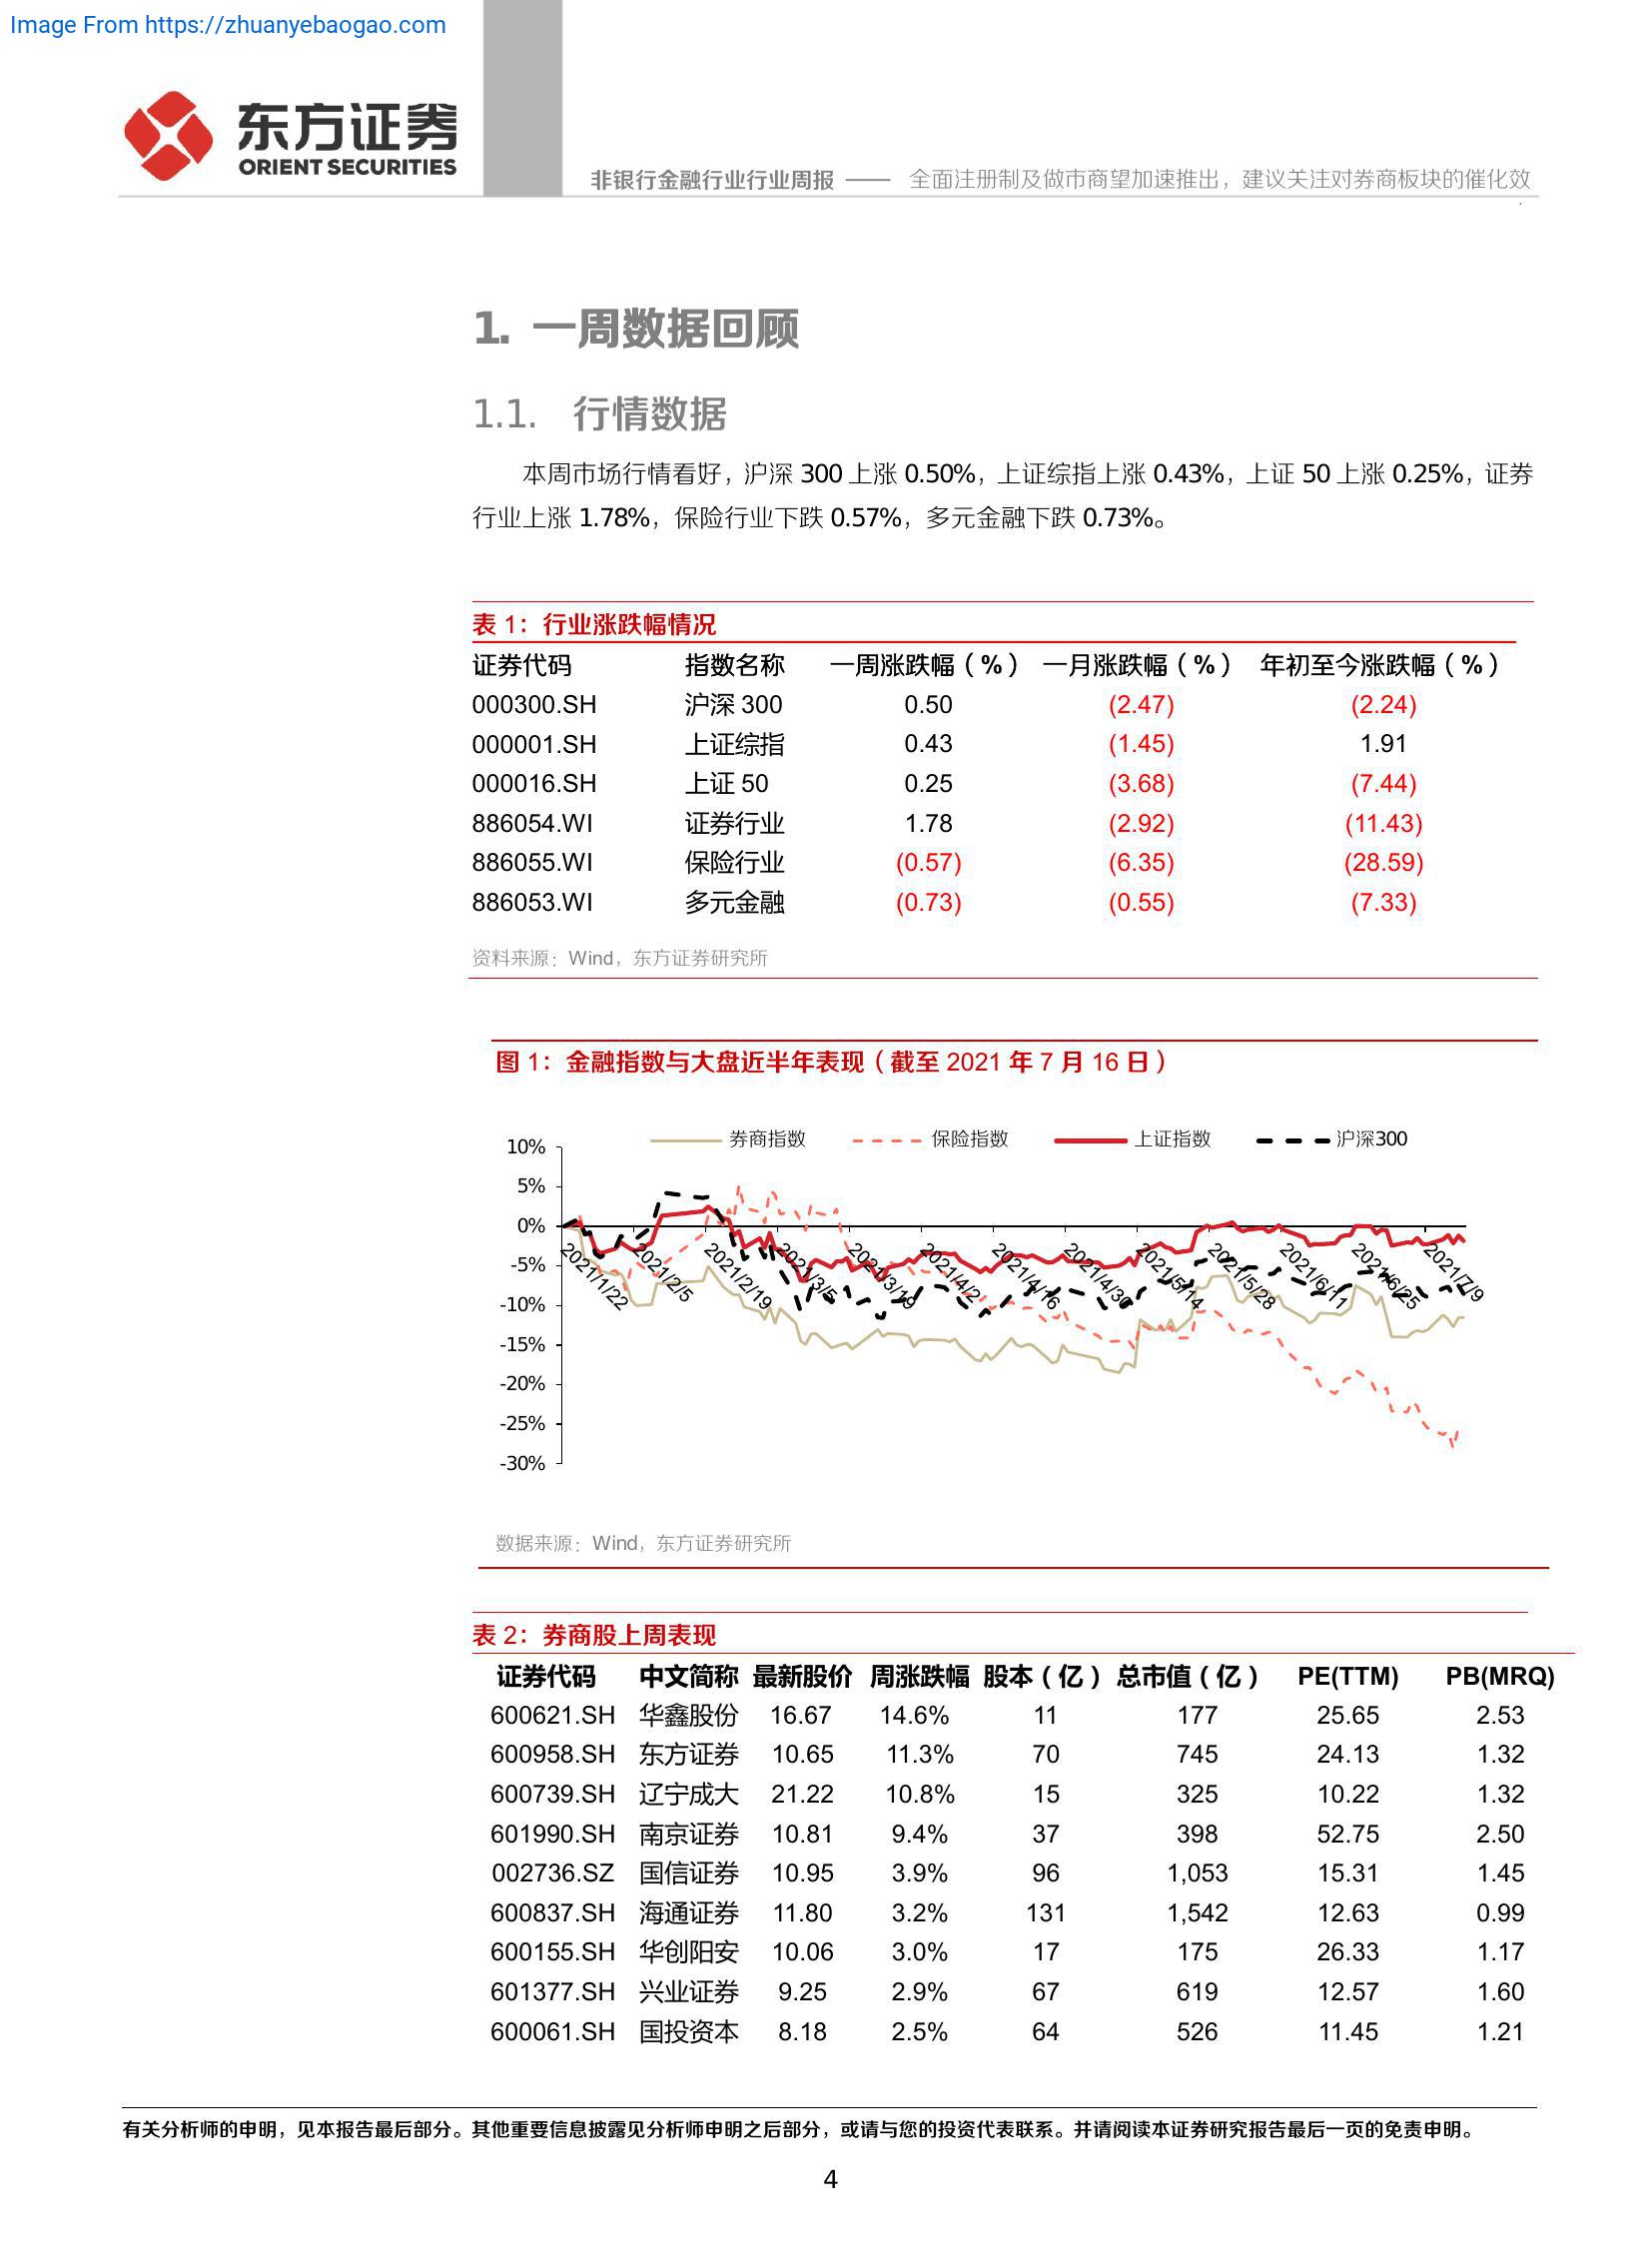 Image From https://zhuanyebaogao.com
东方证券
ORIENT SECURITIES
非银行金融行业行业周报 —— 全面注册制及做市商望加速推出，建议关注对券商板块的催化效
1. 一周数据回顾
1.1. 行情数据
本周市场行情看好，沪深 300 上涨 0.50%，上证综指上涨 0.43%，上证 50 上涨 0.25%，证券
行业上涨 1.78%，保险行业下跌 0.57%，多元金融下跌 0.73%。
表 1：行业涨跌幅情况
证券代码 指数名称 一周涨跌幅（%） 一月涨跌幅（%） 年初至今涨跌幅（%）
000300.SH 沪深 300 0.50 (2.47) (2.24)
000001.SH 上证综指 0.43 (1.45) 1.91
000016.SH 上证 50 0.25 (3.68) (7.44)
886054.WI 证券行业 1.78 (2.92) (11.43)
886055.WI 保险行业 (0.57) (6.35) (28.59)
886053.WI 多元金融 (0.73) (0.55) (7.33)
资料来源：Wind，东方证券研究所
图 1：金融指数与大盘近半年表现（截至 2021 年 7 月 16 日）
券商指数 保险指数 上证指数 沪深300
10%
5%
0%
-5%
-10%
-15%
-20%
-25%
-30%
2021/1/22 2021/2/5 2021/2/19 2021/3/5 2021/3/19 2021/4/2 2021/4/16 2021/4/30 2021/5/14 2021/5/28 2021/6/11 2021/6/25 2021/7/9
数据来源：Wind，东方证券研究所
表 2：券商股上周表现
证券代码 中文简称 最新股价 周涨跌幅 股本（亿） 总市值（亿） PE(TTM) PB(MRQ)
600621.SH 华鑫股份 16.67 14.6% 11 177 25.65 2.53
600958.SH 东方证券 10.65 11.3% 70 745 24.13 1.32
600739.SH 辽宁成大 21.22 10.8% 15 325 10.22 1.32
601990.SH 南京证券 10.81 9.4% 37 398 52.75 2.50
002736.SZ 国信证券 10.95 3.9% 96 1,053 15.31 1.45
600837.SH 海通证券 11.80 3.2% 131 1,542 12.63 0.99
600155.SH 华创阳安 10.06 3.0% 17 175 26.33 1.17
601377.SH 兴业证券 9.25 2.9% 67 619 12.57 1.60
600061.SH 国投资本 8.18 2.5% 64 526 11.45 1.21
有关分析师的申明，见本报告最后部分。其他重要信息披露见分析师申明之后部分，或请与您的投资代表联系。并请阅读本证券研究报告最后一页的免责申明。
4